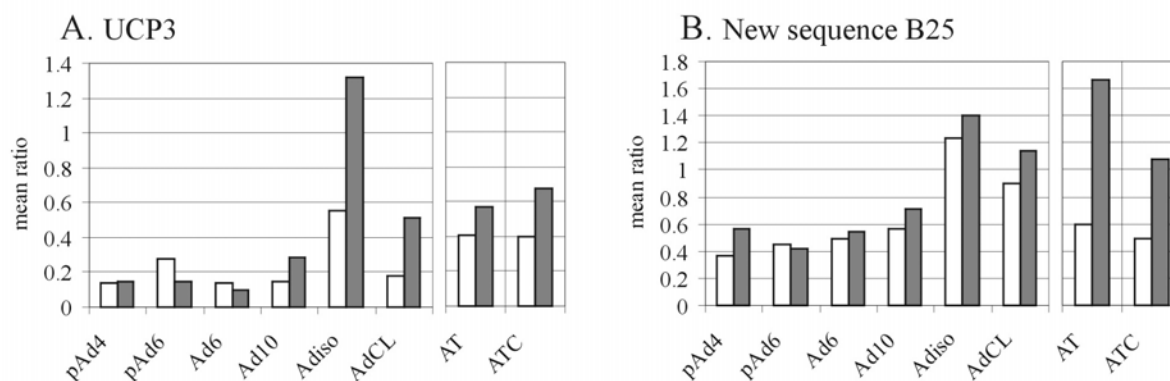 A. UCP3
1.4
1.2
1
0.8
0.6
0.4
0.2
0
mean ratio
pAd4
pAd6
Ad6
Ad10
Adiso
AdCL
AT
ATC
B. New sequence B25
1.8
1.6
1.4
1.2
1
0.8
0.6
0.4
0.2
0
mean ratio
pAd4
pAd6
Ad6
Ad10
Adiso
AdCL
AT
ATC